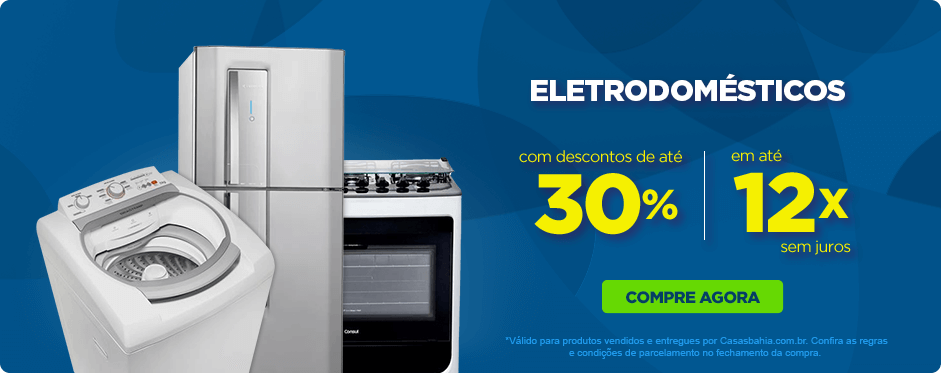 ELETRODOMÉSTICOS
com descontos de até
30%
em até
12x
sem juros
COMPRE AGORA
*Válido para produtos vendidos e entregues por Casasbahia.com.br. Confira as regras
e condições de parcelamento no fechamento da compra.
Consul